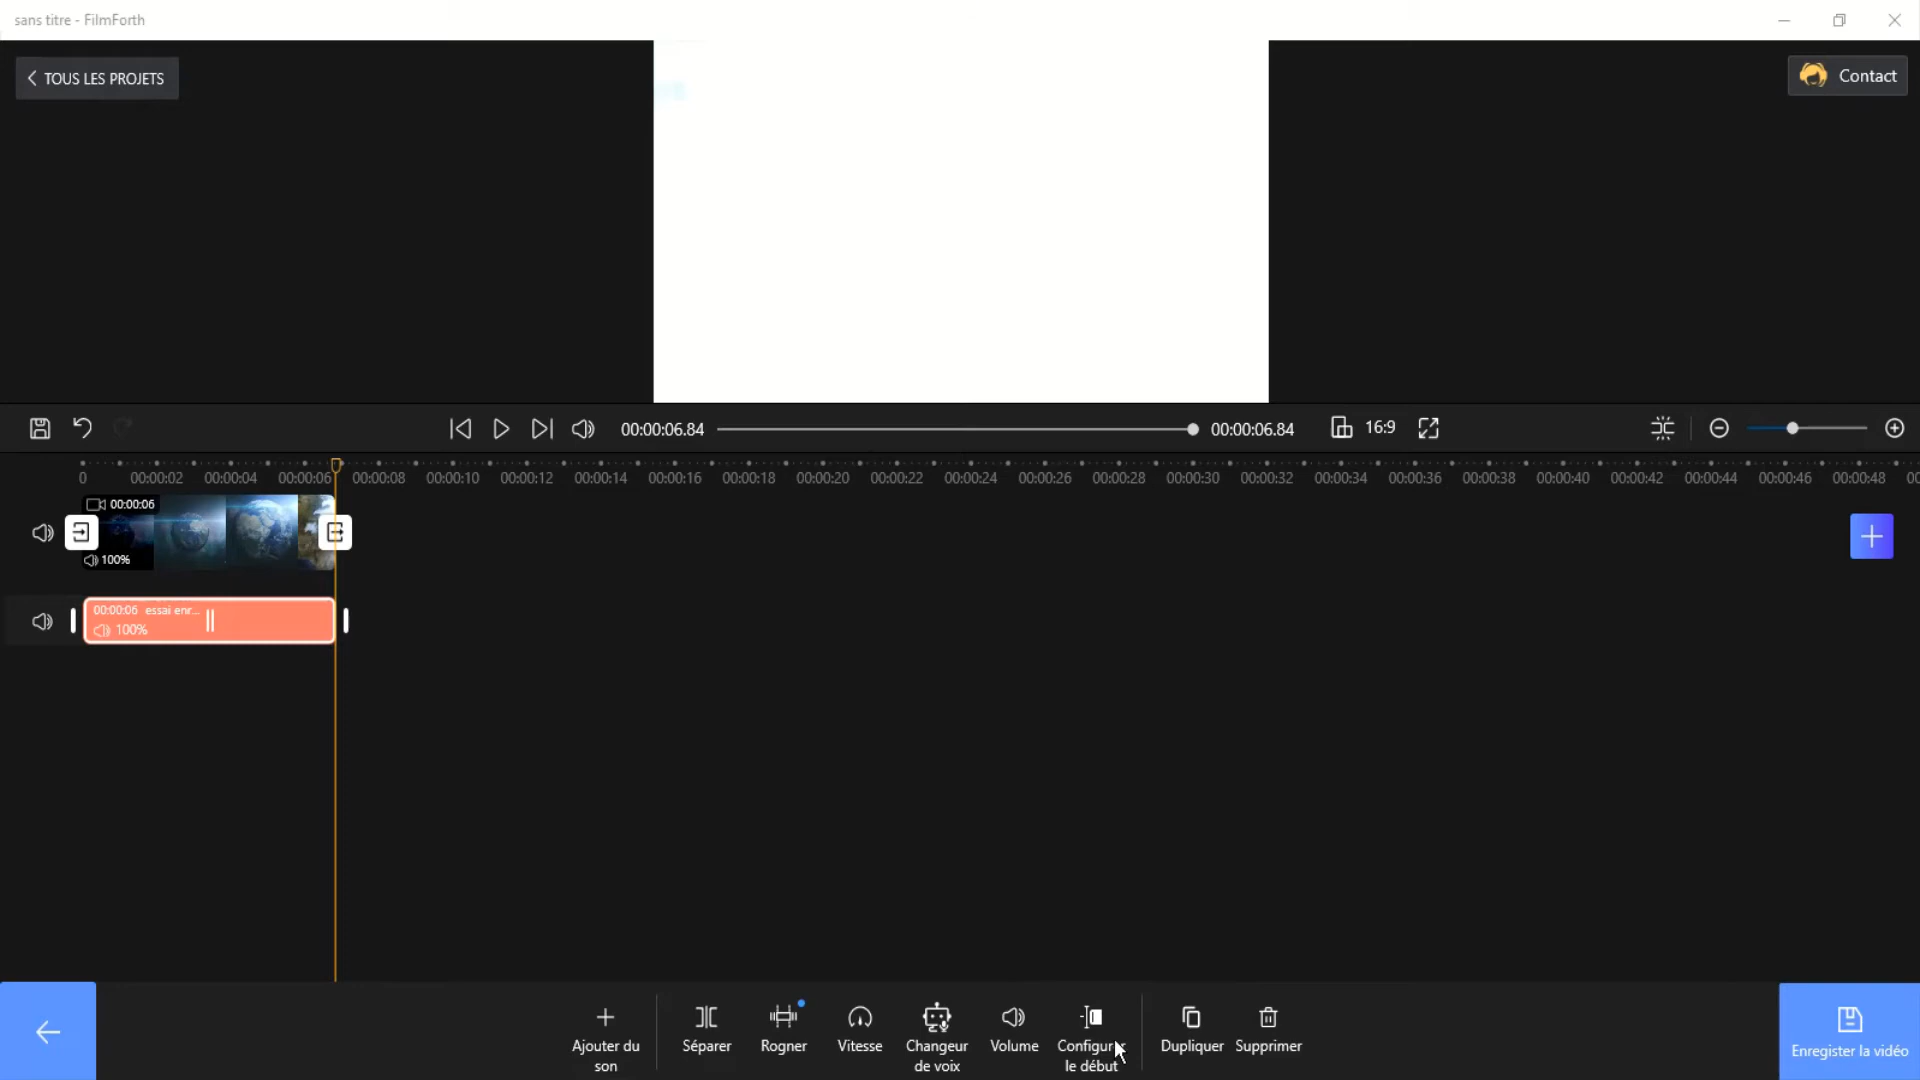 sans titre - FilmForth
TOUS LES PROJETS
Contact
00:00:06.84
00:00:06.84
16:9
0 00:00:02 00:00:04 00:00:06 00:00:08 00:00:10 00:00:12 00:00:14 00:00:16 00:00:18 00:00:20 00:00:22 00:00:24 00:00:26 00:00:28 00:00:30 00:00:32 00:00:34 00:00:36 00:00:38 00:00:40 00:00:42 00:00:44 00:00:46 00:00:48
00:00:06
100%
00:00:06 essai enr...
100%
Ajouter du
son
Séparer
Rogner
Vitesse
Changeur
de voix
Volume
le début
Dupliquer
Supprimer
Enregister la vidéo